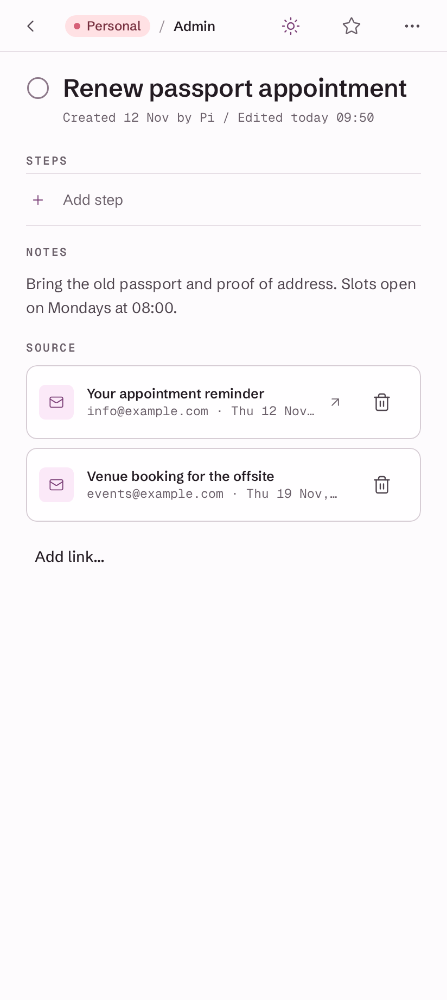 Personal / Admin
Renew passport appointment
Created 12 Nov by Pi / Edited today 09:50
STEPS
Add step
NOTES
Bring the old passport and proof of address. Slots open
on Mondays at 08:00.
SOURCE
Your appointment reminder
info@example.com · Thu 12 Nov…
Venue booking for the offsite
events@example.com · Thu 19 Nov,…
Add link…